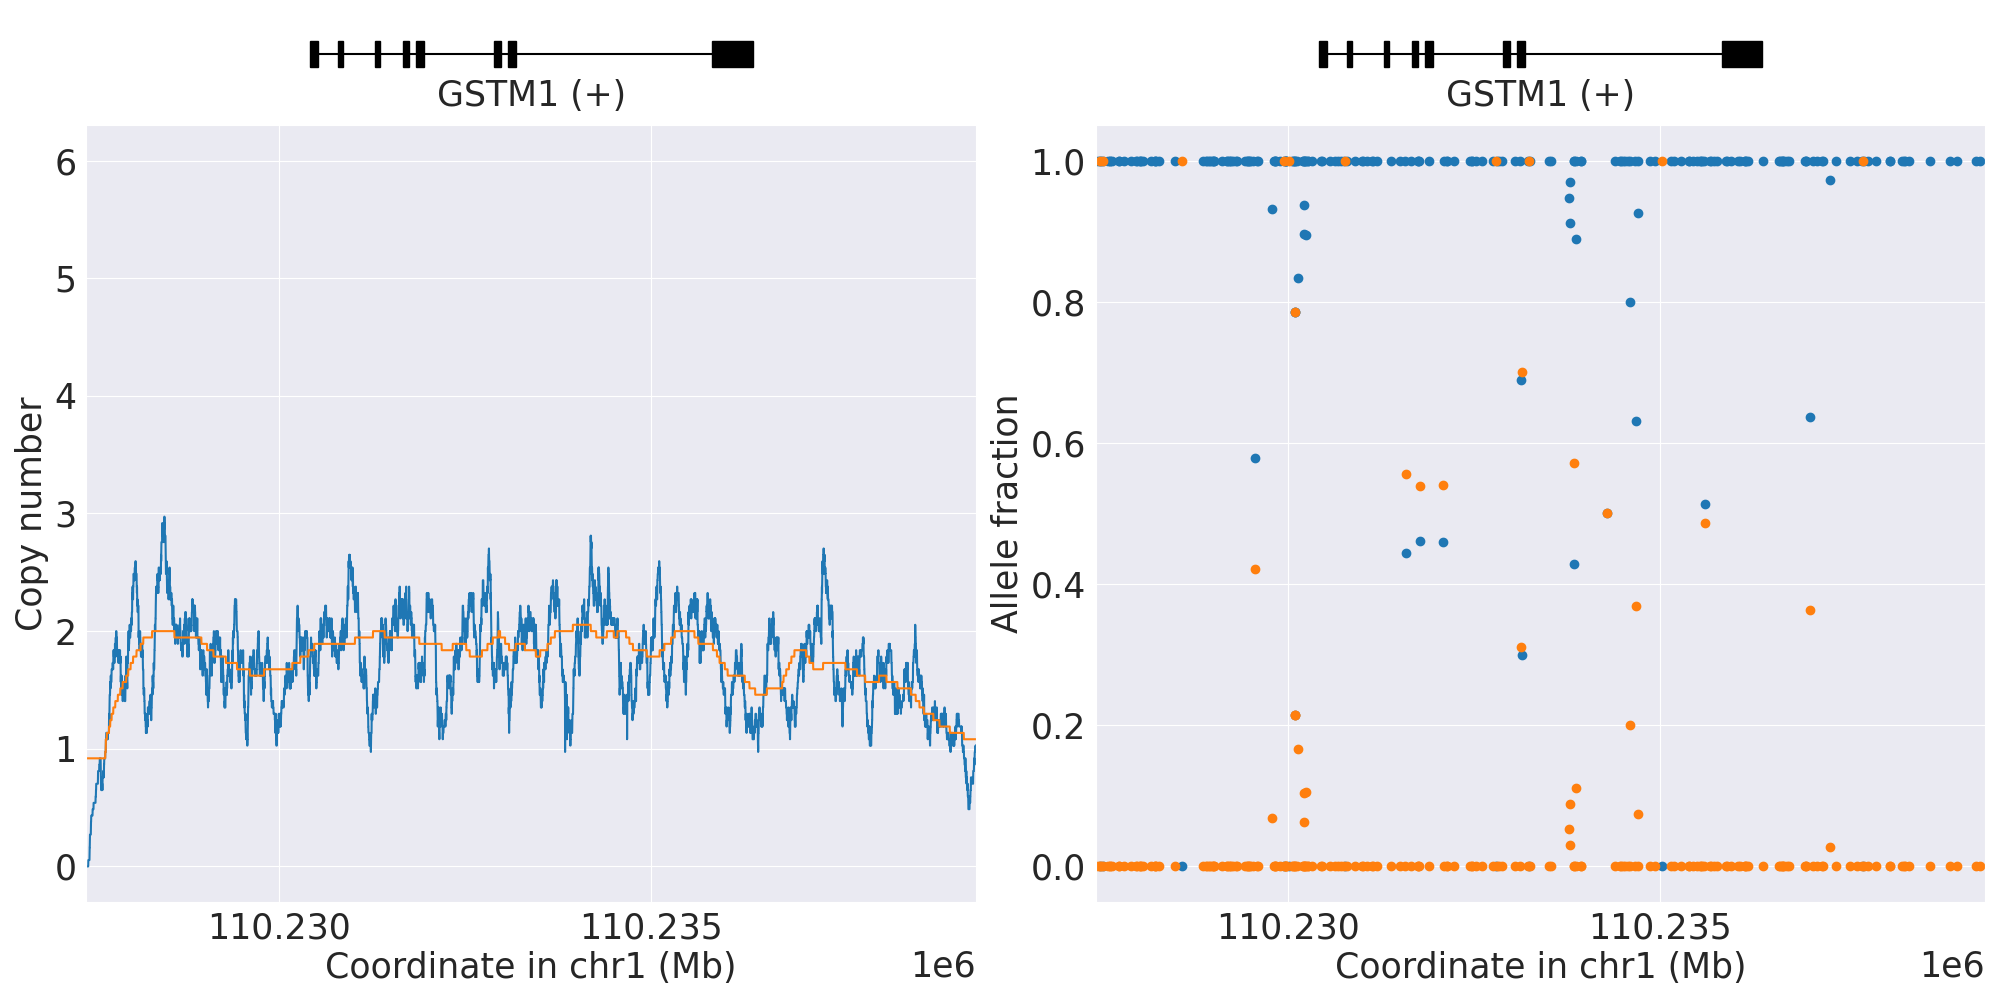 GSTM1 (+)
6
5
4
3
2
1
0
Copy number
110.230
110.235
Coordinate in chr1 (Mb)
1e6
GSTM1 (+)
1.0
0.8
0.6
0.4
0.2
0.0
Allele fraction
110.230
110.235
Coordinate in chr1 (Mb)
1e6